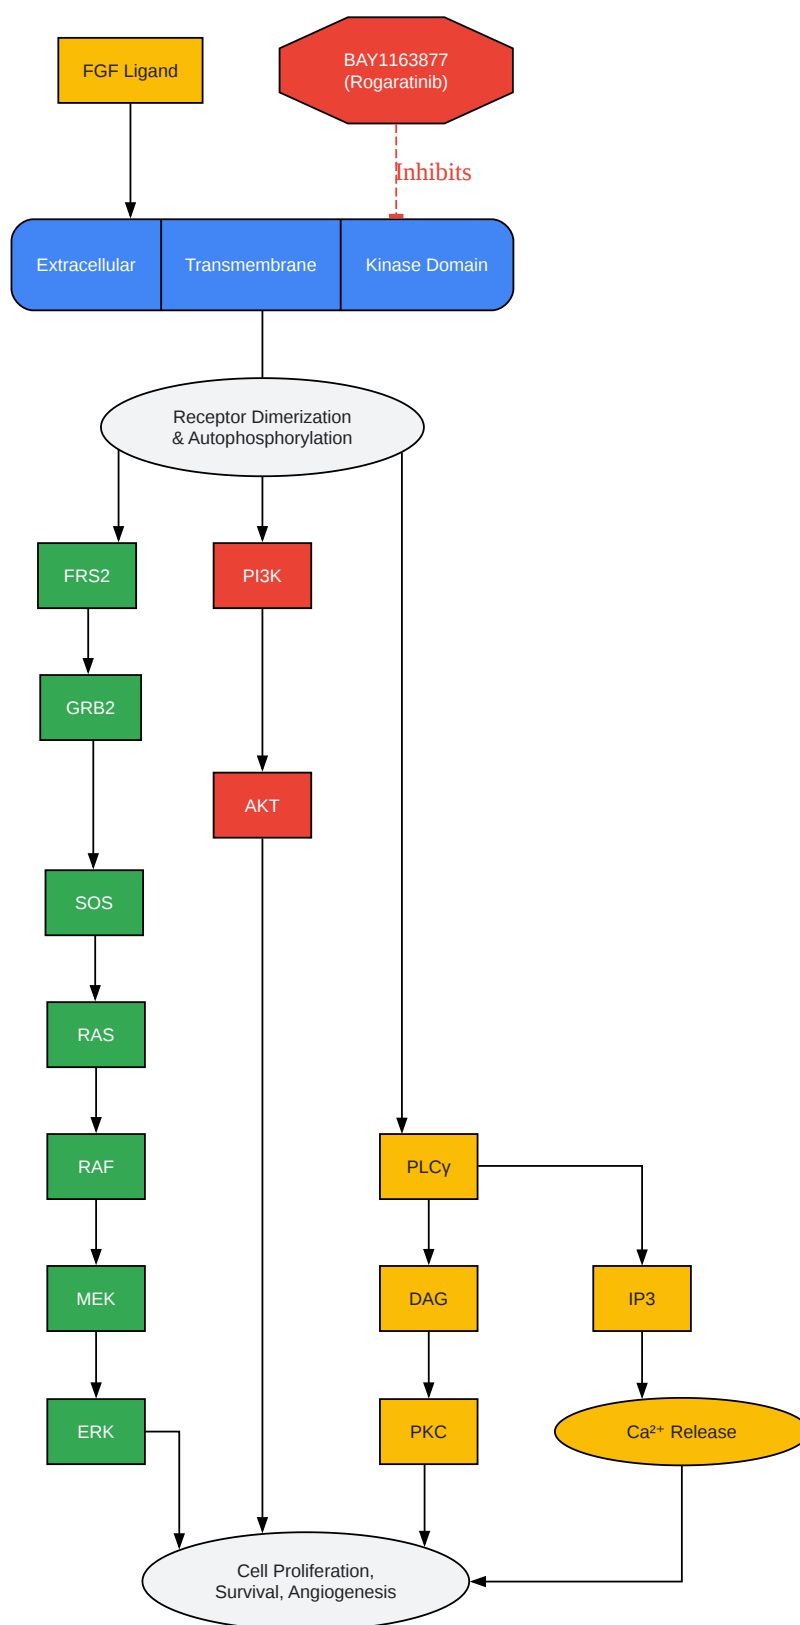 FGF Ligand
BAY1163877
(Rogaratinib)
Inhibits
Extracellular
Transmembrane
Kinase Domain
Receptor Dimerization
& Autophosphorylation
FRS2
PI3K
GRB2
AKT
SOS
RAS
RAF
PLCγ
MEK
DAG
IP3
ERK
PKC
Ca²⁺ Release
Cell Proliferation,
Survival, Angiogenesis